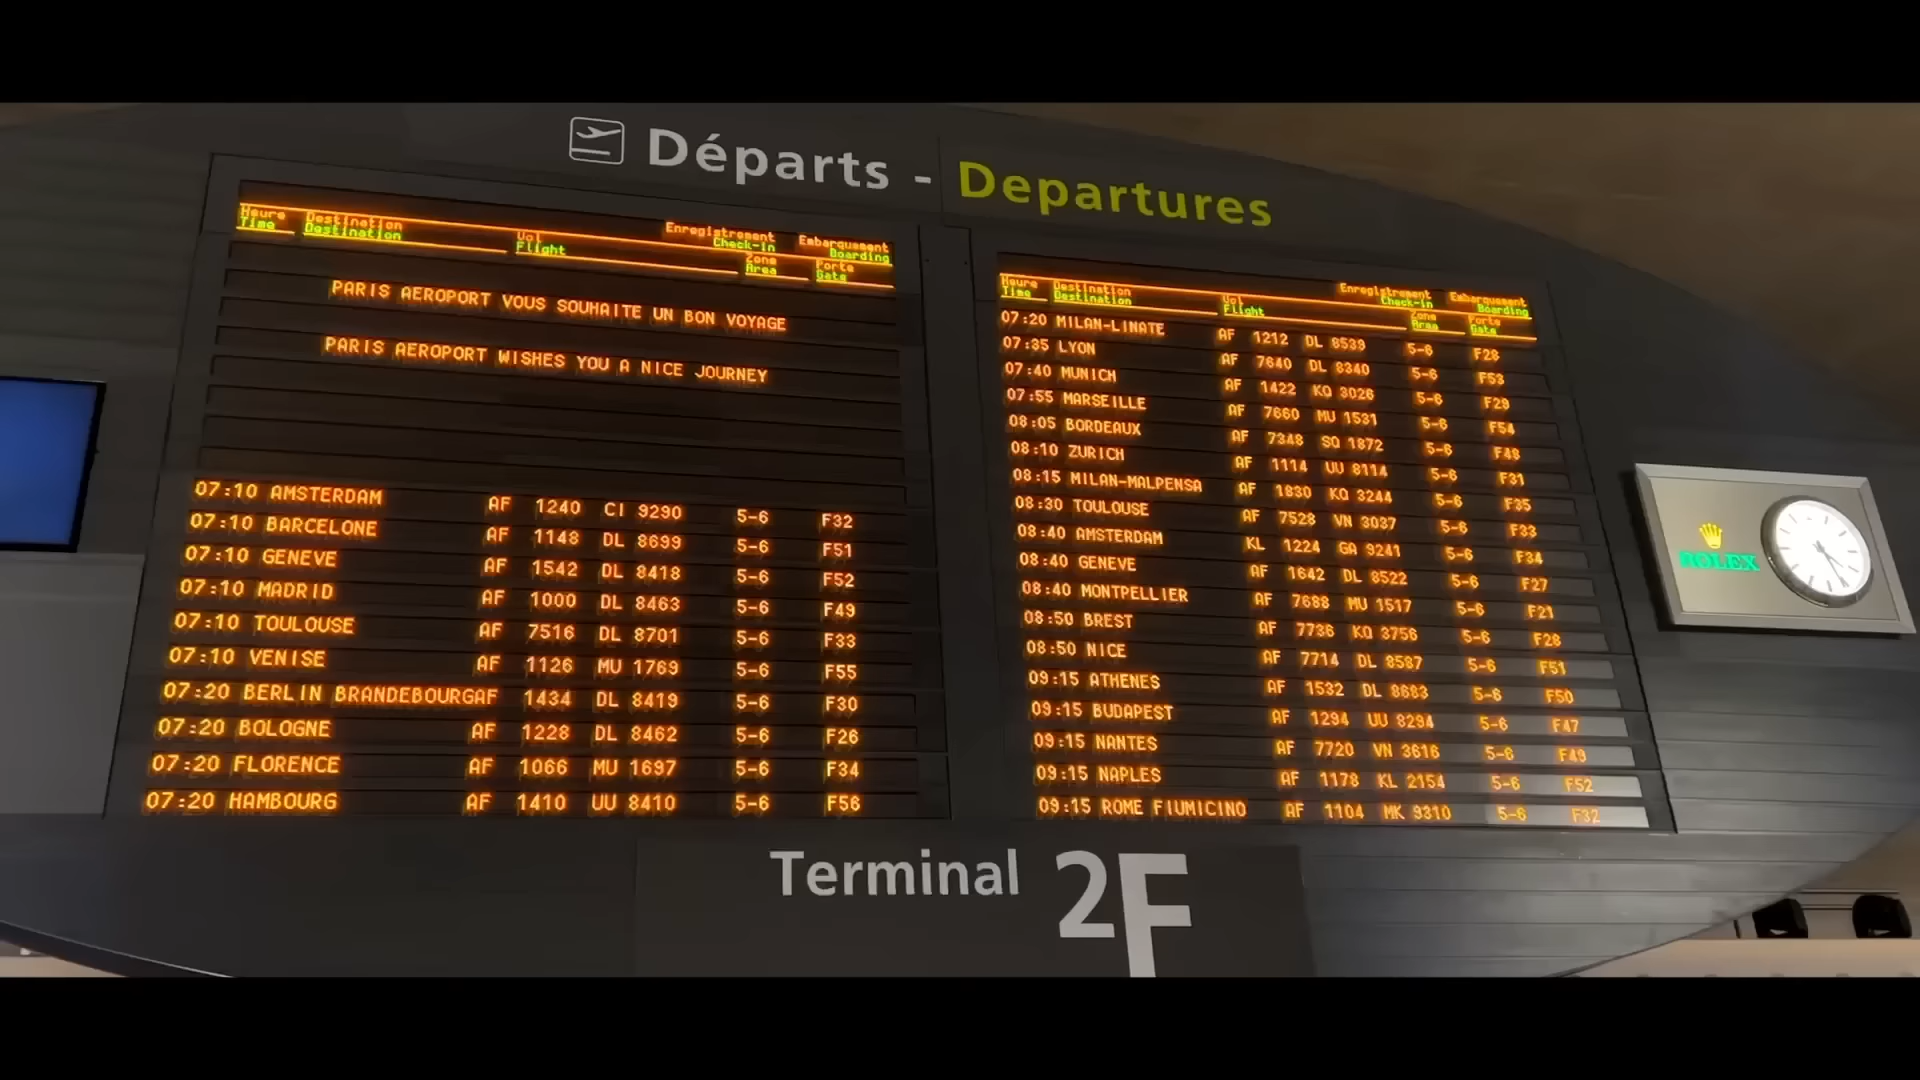 Départs - Departures
Heure Destination Vol Enregistrement Embarquement
Time Destination Flight Check-in Boarding
Zone Porte
Area Gate
PARIS AEROPORT VOUS SOUHAITE UN BON VOYAGE
PARIS AEROPORT WISHES YOU A NICE JOURNEY
07:10 AMSTERDAM AF 1240 CI 9290 5-6 F32
07:10 BARCELONE AF 1148 DL 8699 5-6 F51
07:10 GENEVE AF 1542 DL 8418 5-6 F52
07:10 MADRID AF 1000 DL 8463 5-6 F49
07:10 TOULOUSE AF 7516 DL 8701 5-6 F33
07:10 VENISE AF 1126 MU 1769 5-6 F55
07:20 BERLIN BRANDEBOURGAF 1434 DL 8419 5-6 F30
07:20 BOLOGNE AF 1228 DL 8462 5-6 F26
07:20 FLORENCE AF 1066 MU 1697 5-6 F34
07:20 HAMBOURG AF 1410 UU 8410 5-6 F56
Heure Destination Vol Enregistrement Embarquement
Time Destination Flight Check-in Boarding
Zone Porte
Area Gate
07:20 MILAN-LINATE AF 1212 DL 8539 5-6 F28
07:35 LYON AF 7640 DL 8340 5-6 F53
07:40 MUNICH AF 1422 KQ 3026 5-6 F29
07:55 MARSEILLE AF 7660 MU 1531 5-6 F54
08:05 BORDEAUX AF 7348 SQ 1872 5-6 F48
08:10 ZURICH AF 1114 UU 8114 5-6 F31
08:15 MILAN-MALPENSA AF 1830 KQ 3244 5-6 F35
08:30 TOULOUSE AF 7528 VN 3037 5-6 F33
08:40 AMSTERDAM KL 1224 GA 9241 5-6 F34
08:40 GENEVE AF 1642 DL 8522 5-6 F27
08:40 MONTPELLIER AF 7688 MU 1517 5-6 F21
08:50 BREST AF 7736 KQ 3756 5-6 F28
08:50 NICE AF 7714 DL 8587 5-6 F51
09:15 ATHENES AF 1532 DL 8683 5-6 F50
09:15 BUDAPEST AF 1294 UU 8294 5-6 F47
09:15 NANTES AF 7720 VN 3616 5-6 F49
09:15 NAPLES AF 1178 KL 2154 5-6 F52
09:15 ROME FIUMICINO AF 1104 MK 9310 5-6 F32
ROLEX
Terminal 2F